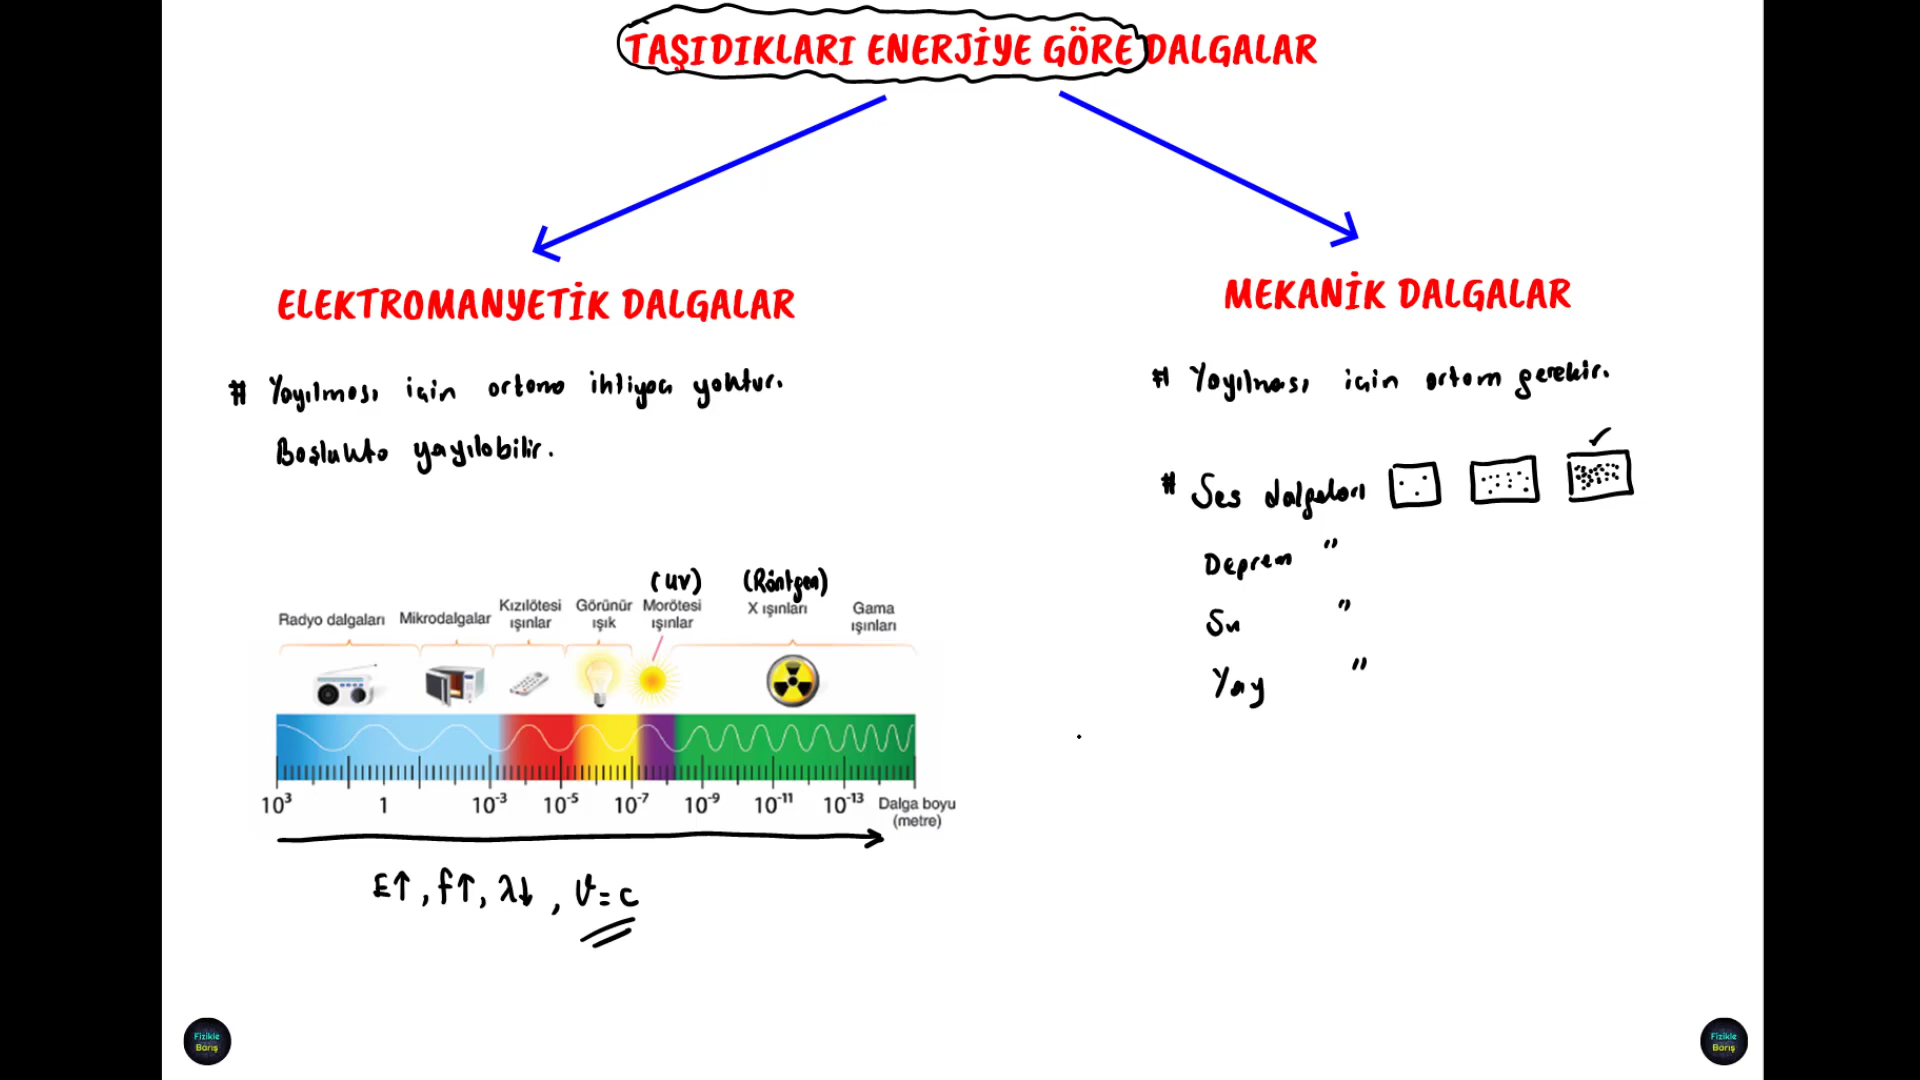 TAŞIDIKLARI ENERJİYE GÖRE DALGALAR
ELEKTROMANYETİK DALGALAR
# Yayılması için ortama ihtiyaç yoktur.
Boşlukta yayılabilir.
(UV) (Röntgen)
Radyo dalgaları Mikrodalgalar Kızılötesi ışınlar Görünür ışık Morötesi ışınlar X ışınları Gama ışınları
10³ 1 10⁻³ 10⁻⁵ 10⁻⁷ 10⁻⁹ 10⁻¹¹ 10⁻¹³ Dalga boyu
(metre)
E↑, f↑, λ↓, v=c
MEKANİK DALGALAR
# Yayılması için ortam gerekir.
# Ses dalgaları
Deprem "
Su "
Yay "
Fizikle
Barış
Fizikle
Barış